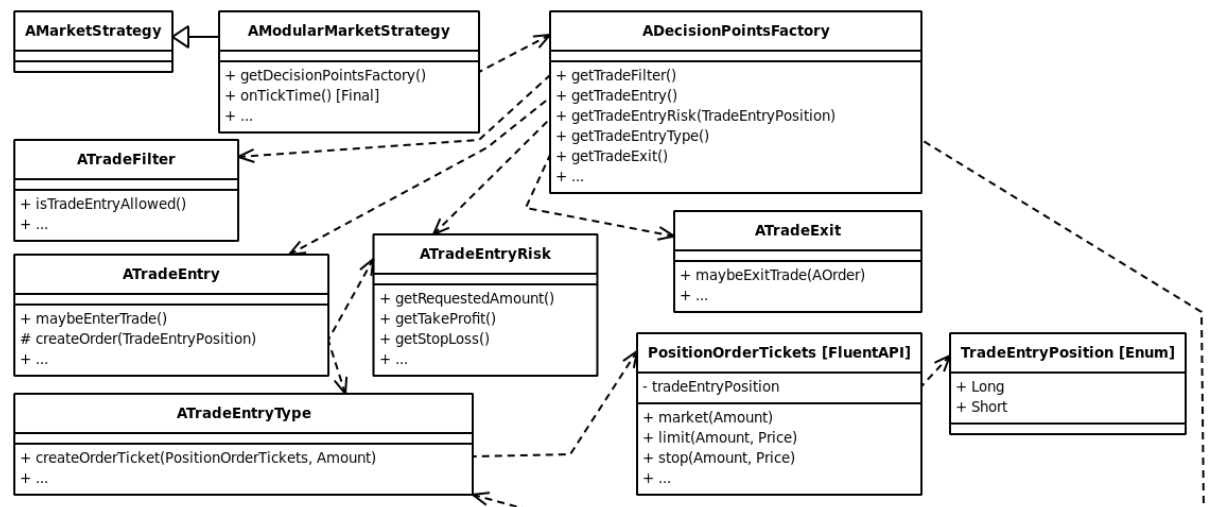 AMarketStrategy
AModularMarketStrategy
+ getDecisionPointsFactory()
+ onTickTime() [Final]
+ ...
ADecisionPointsFactory
+ getTradeFilter()
+ getTradeEntry()
+ getTradeEntryRisk(TradeEntryPosition)
+ getTradeEntryType()
+ getTradeExit()
+ ...
ATradeFilter
+ isTradeEntryAllowed()
+ ...
ATradeExit
+ maybeExitTrade(AOrder)
+ ...
ATradeEntry
+ maybeEnterTrade()
# createOrder(TradeEntryPosition)
+ ...
ATradeEntryRisk
+ getRequestedAmount()
+ getTakeProfit()
+ getStopLoss()
+ ...
PositionOrderTickets [FluentAPI]
- tradeEntryPosition
+ market(Amount)
+ limit(Amount, Price)
+ stop(Amount, Price)
+ ...
TradeEntryPosition [Enum]
+ Long
+ Short
ATradeEntryType
+ createOrderTicket(PositionOrderTickets, Amount)
+ ...